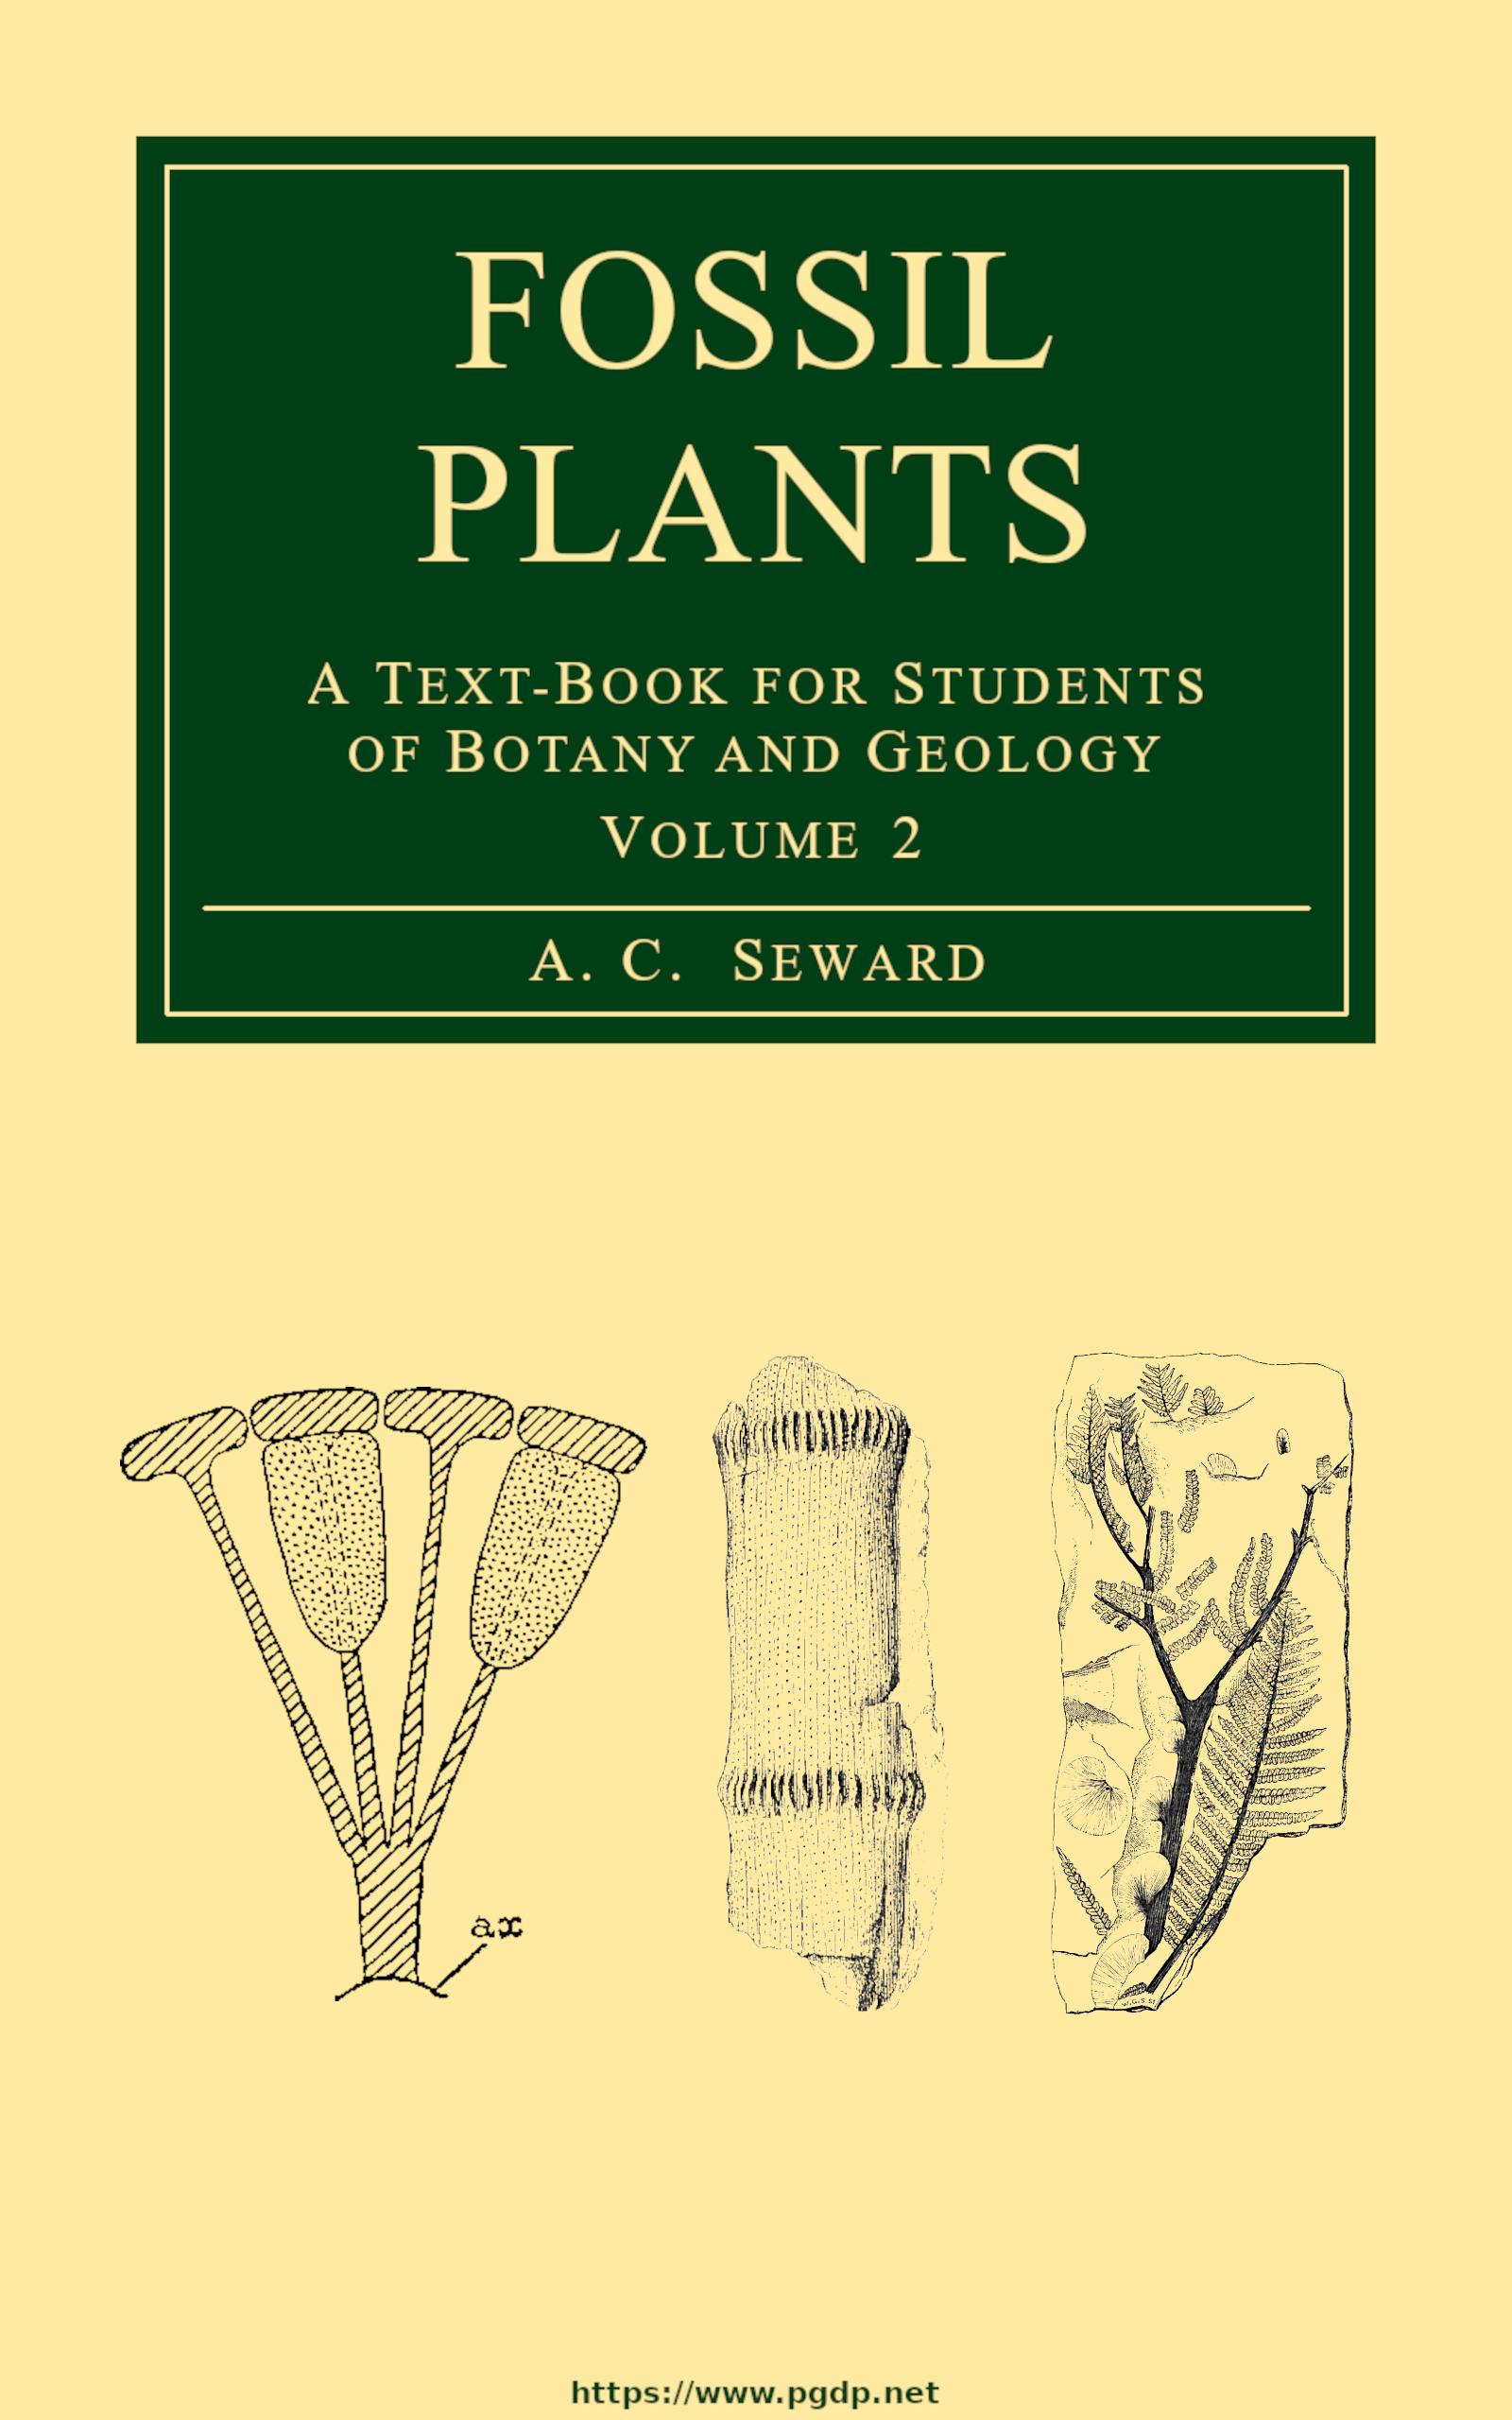 FOSSIL
PLANTS
A TEXT-BOOK FOR STUDENTS
OF BOTANY AND GEOLOGY
VOLUME 2
A. C. SEWARD
ax
https://www.pgdp.net